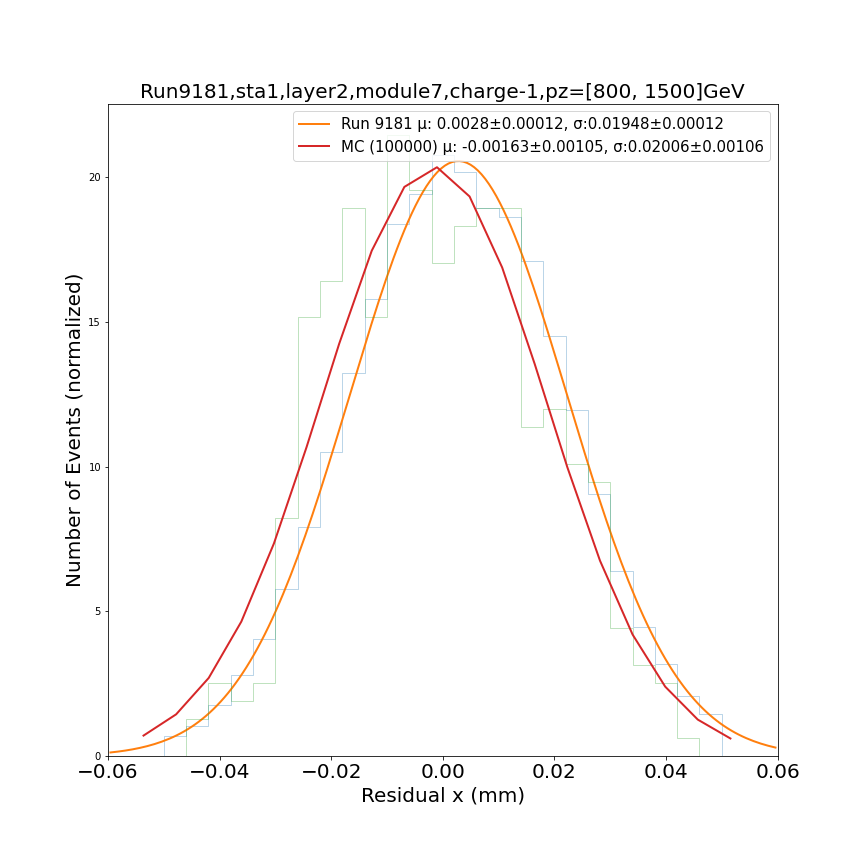 Run9181,sta1,layer2,module7,charge-1,pz=[800, 1500]GeV
Run 9181 μ: 0.0028±0.00012, σ:0.01948±0.00012
MC (100000) μ: -0.00163±0.00105, σ:0.02006±0.00106
Number of Events (normalized)
20
15
10
5
0
−0.06 −0.04 −0.02 0.00 0.02 0.04 0.06
Residual x (mm)